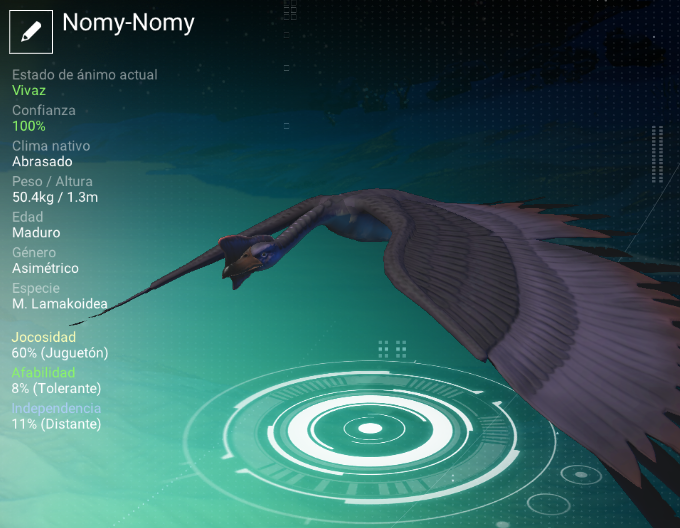 Nomy-Nomy
Estado de ánimo actual
Vivaz
Confianza
100%
Clima nativo
Abrasado
Peso / Altura
50.4kg / 1.3m
Edad
Maduro
Género
Asimétrico
Especie
M. Lamakoidea
Jocosidad
60% (Juguetón)
Afabilidad
8% (Tolerante)
Independencia
11% (Distante)